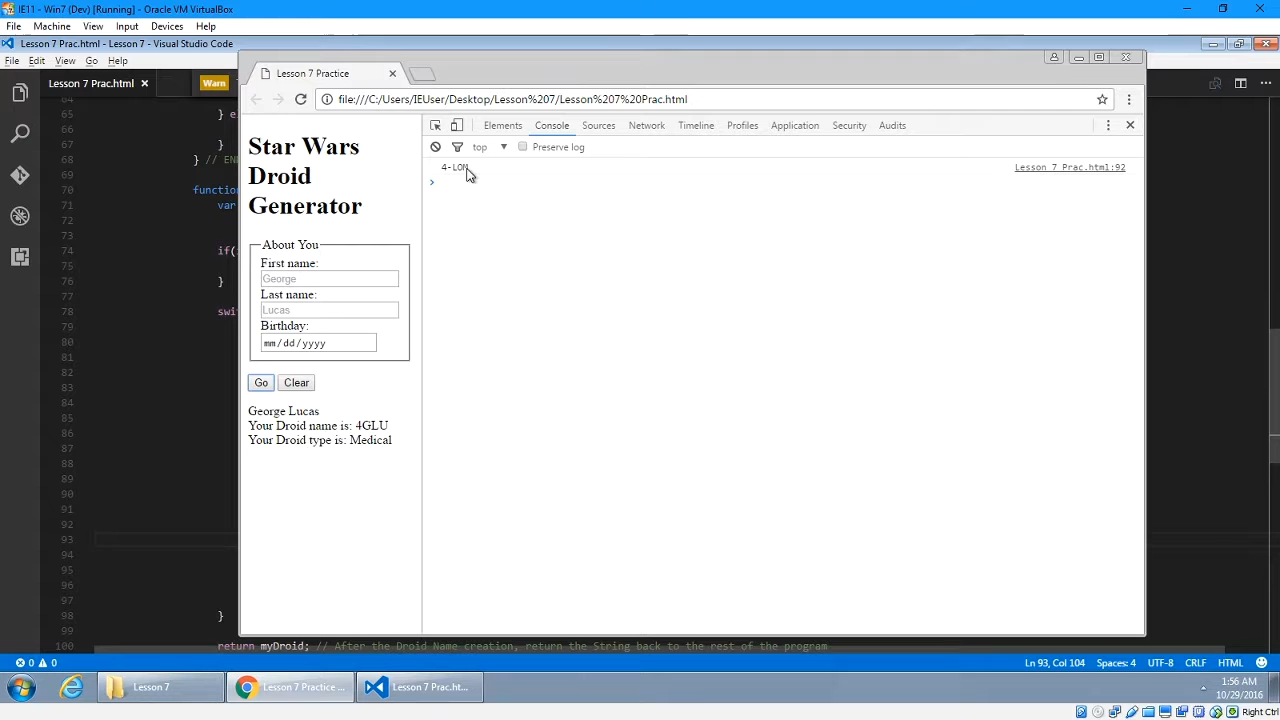 IE11 - Win7 (Dev) [Running] - Oracle VM VirtualBox
File Machine View Input Devices Help
Lesson 7 Prac.html - Lesson 7 - Visual Studio Code
File Edit View Go Help
Lesson 7 Prac.html
Warn
Lesson 7 Practice
file:///C:/Users/IEUser/Desktop/Lesson%207/Lesson%207%20Prac.html
Elements Console Sources Network Timeline Profiles Application Security Audits
top Preserve log
4-LOM Lesson 7 Prac.html:92
Star Wars
Droid
Generator
About You
First name:
George
Last name:
Lucas
Birthday:
mm/dd/yyyy
Go Clear
George Lucas
Your Droid name is: 4GLU
Your Droid type is: Medical
64
65 } e
66
67 }
68 } // EN
69
70 function
71 var
72
73
74 if(
75
76 }
77
78 swi
79
80
81
82
83
84
85
86
87
88
89
90
91
92
93
94
95
96
97
98 }
99
100 return myDroid; // After the Droid Name creation, return the String back to the rest of the program
0 0 Ln 93, Col 104 Spaces: 4 UTF-8 CRLF HTML
Lesson 7 Lesson 7 Practice ... Lesson 7 Prac.ht...
1:56 AM
10/29/2016
Right Ctrl